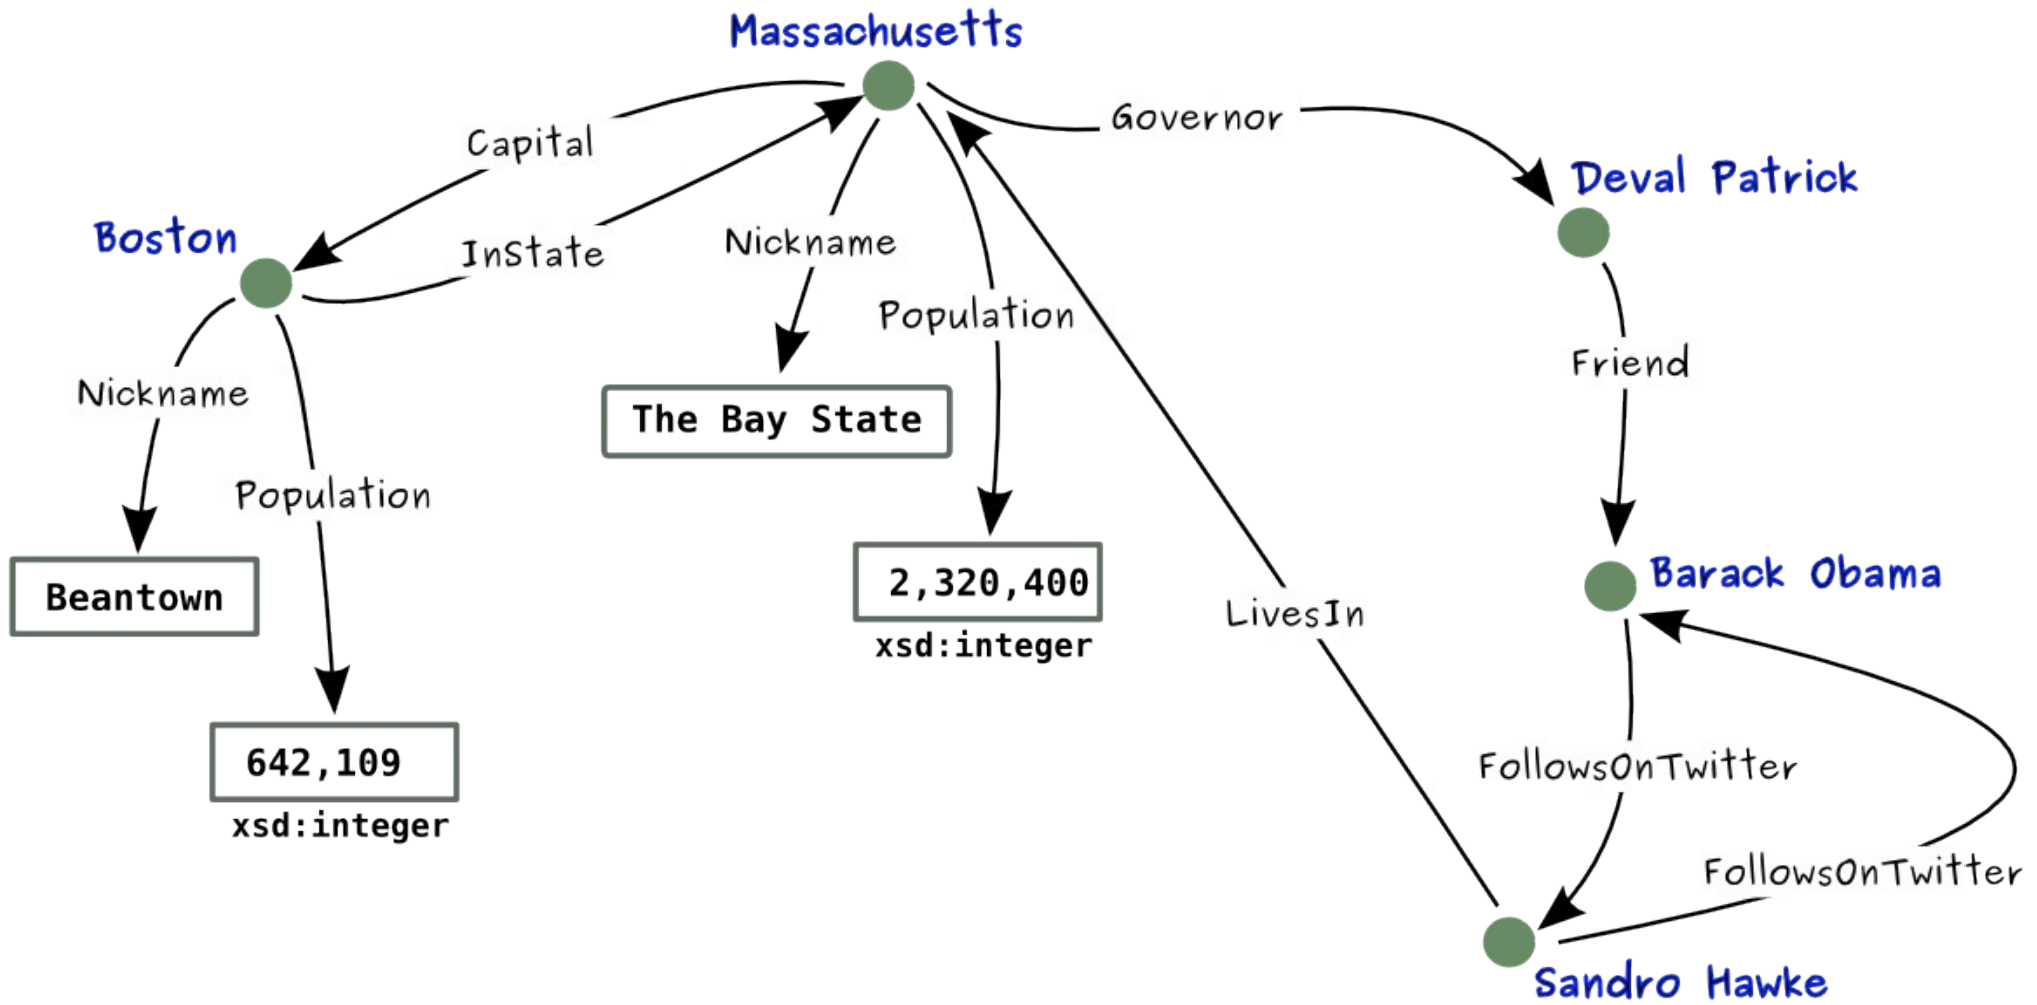 Massachusetts
Governor
Capital
Deval Patrick
Boston
InState
Nickname
Population
Friend
Nickname
The Bay State
Population
Beantown
2,320,400
xsd:integer
Barack Obama
LivesIn
642,109
xsd:integer
FollowsOnTwitter
FollowsOnTwitter
Sandro Hawke